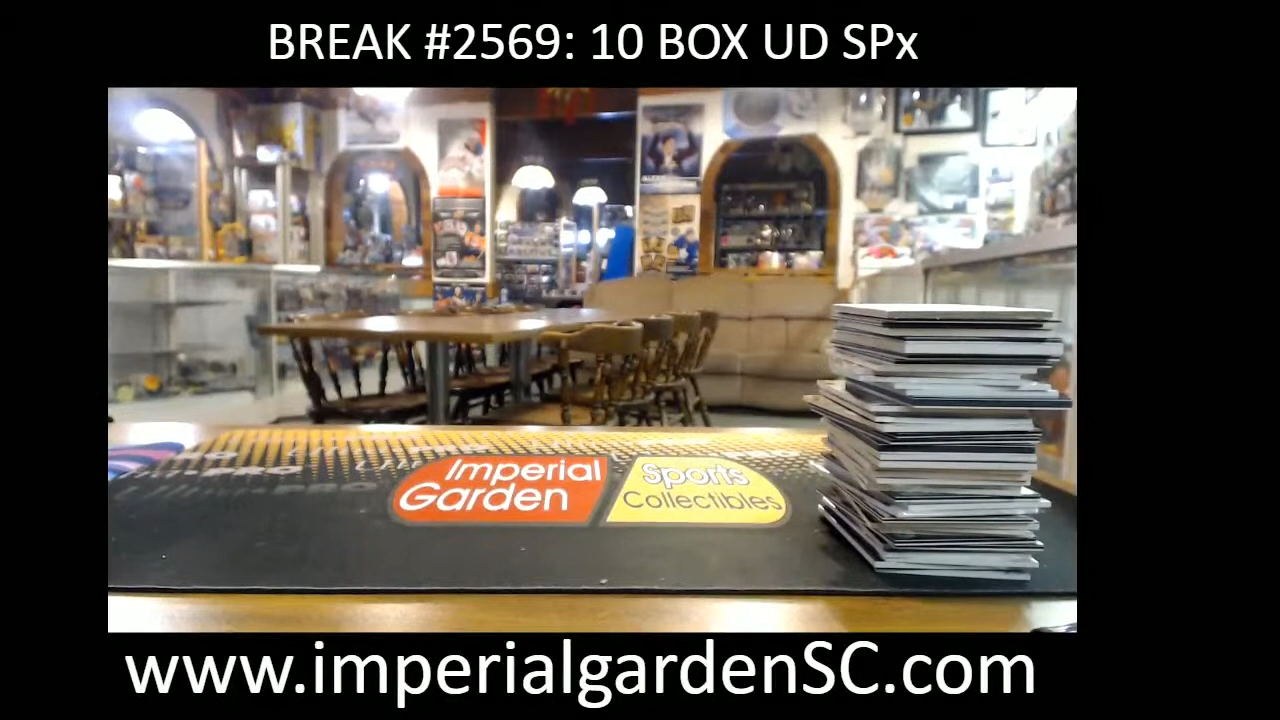 BREAK #2569: 10 BOX UD SPx
Imperial
Garden
Sports
Collectibles
www.imperialgardenSC.com